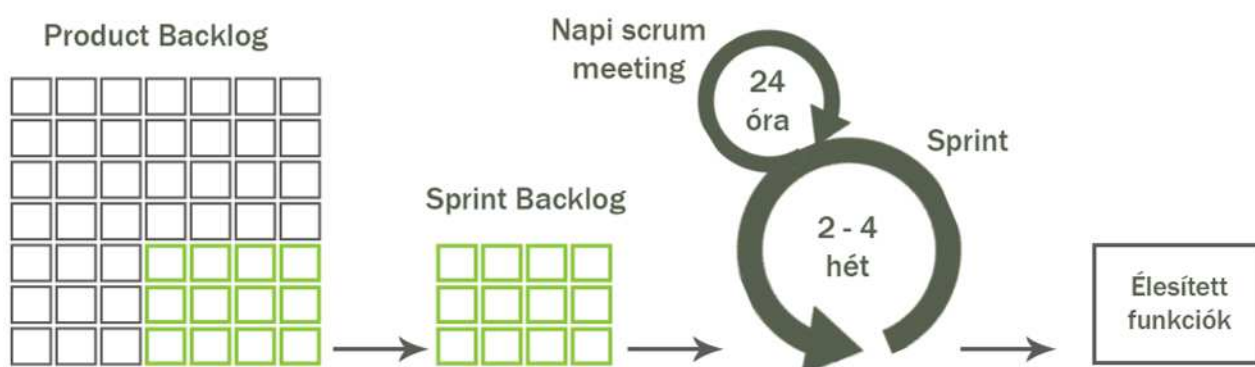 Product Backlog
Napi scrum
meeting
24
óra
Sprint
Sprint Backlog
2 - 4
hét
Élesített
funkciók